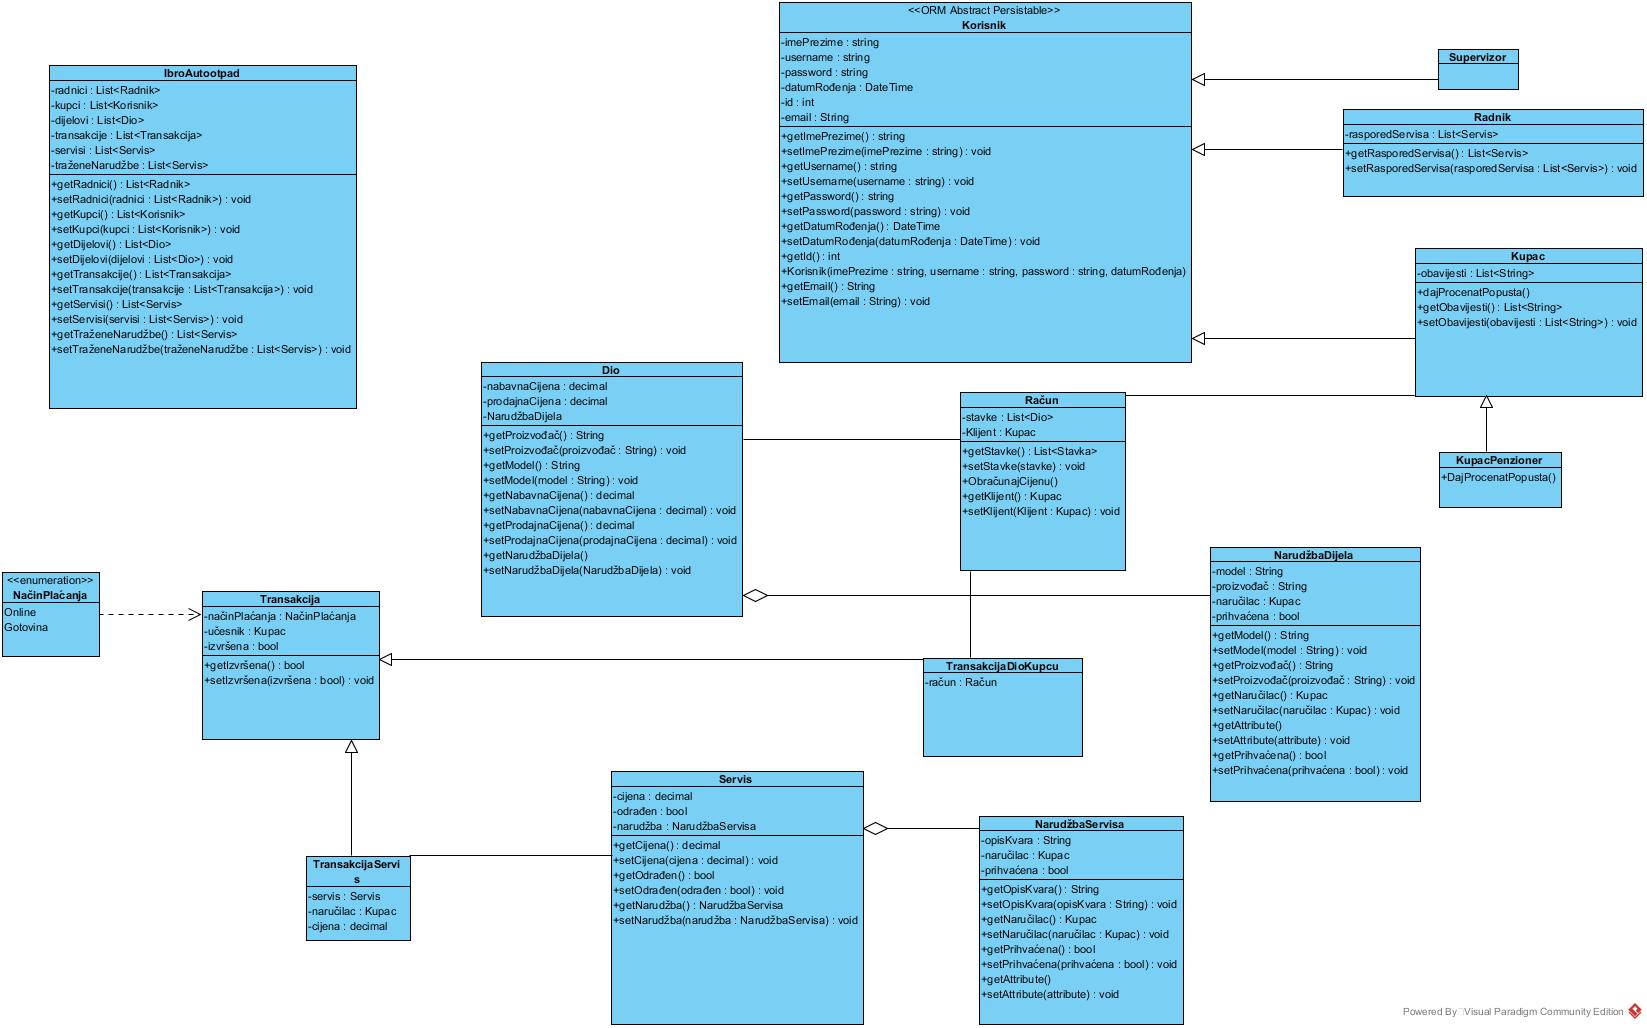 IbroAutootpad
-radnici : List<Radnik>
-kupci : List<Korisnik>
-dijelovi : List<Dio>
-transakcije : List<Transakcija>
-servisi : List<Servis>
-traženeNarudžbe : List<Servis>
+getRadnici() : List<Radnik>
+setRadnici(radnici : List<Radnik>) : void
+getKupci() : List<Korisnik>
+setKupci(kupci : List<Korisnik>) : void
+getDijelovi() : List<Dio>
+setDijelovi(dijelovi : List<Dio>) : void
+getTransakcije() : List<Transakcija>
+setTransakcije(transakcije : List<Transakcija>) : void
+getServisi() : List<Servis>
+setServisi(servisi : List<Servis>) : void
+getTraženeNarudžbe() : List<Servis>
+setTraženeNarudžbe(traženeNarudžbe : List<Servis>) : void
<<ORM Abstract Persistable>>
Korisnik
-imePrezime : string
-username : string
-password : string
-datumRođenja : DateTime
-id : int
-email : String
+getImePrezime() : string
+setImePrezime(imePrezime : string) : void
+getUsername() : string
+setUsername(username : string) : void
+getPassword() : string
+setPassword(password : string) : void
+getDatumRođenja() : DateTime
+setDatumRođenja(datumRođenja : DateTime) : void
+getId() : int
+Korisnik(imePrezime : string, username : string, password : string, datumRođenja)
+getEmail() : String
+setEmail(email : String) : void
Supervizor
Radnik
-rasporedServisa : List<Servis>
+getRasporedServisa() : List<Servis>
+setRasporedServisa(rasporedServisa : List<Servis>) : void
Kupac
-obavijesti : List<String>
+dajProcenatPopusta()
+getObavijesti() : List<String>
+setObavijesti(obavijesti : List<String>) : void
KupacPenzioner
+DajProcenatPopusta()
Dio
-nabavnaCijena : decimal
-prodajnaCijena : decimal
-NarudžbaDijela
+getProizvođač() : String
+setProizvođač(proizvođač : String) : void
+getModel() : String
+setModel(model : String) : void
+getNabavnaCijena() : decimal
+setNabavnaCijena(nabavnaCijena : decimal) : void
+getProdajnaCijena() : decimal
+setProdajnaCijena(prodajnaCijena : decimal) : void
+getNarudžbaDijela()
+setNarudžbaDijela(NarudžbaDijela) : void
Račun
-stavke : List<Dio>
-Klijent : Kupac
+getStavke() : List<Stavka>
+setStavke(stavke) : void
+ObračunajCijenu()
+getKlijent() : Kupac
+setKlijent(Klijent : Kupac) : void
NarudžbaDijela
-model : String
-proizvođač : String
-naručilac : Kupac
-prihvaćena : bool
+getModel() : String
+setModel(model : String) : void
+getProizvođač() : String
+setProizvođač(proizvođač : String) : void
+getNaručilac() : Kupac
+setNaručilac(naručilac : Kupac) : void
+getAttribute()
+setAttribute(attribute) : void
+getPrihvaćena() : bool
+setPrihvaćena(prihvaćena : bool) : void
<<enumeration>>
NačinPlaćanja
Online
Gotovina
Transakcija
-načinPlaćanja : NačinPlaćanja
-učesnik : Kupac
-izvršena : bool
+getIzvršena() : bool
+setIzvršena(izvršena : bool) : void
TransakcijaDioKupcu
-račun : Račun
TransakcijaServi
s
-servis : Servis
-naručilac : Kupac
-cijena : decimal
Servis
-cijena : decimal
-odrađen : bool
-narudžba : NarudžbaServisa
+getCijena() : decimal
+setCijena(cijena : decimal) : void
+getOdrađen() : bool
+setOdrađen(odrađen : bool) : void
+getNarudžba() : NarudžbaServisa
+setNarudžba(narudžba : NarudžbaServisa) : void
NarudžbaServisa
-opisKvara : String
-naručilac : Kupac
-prihvaćena : bool
+getOpisKvara() : String
+setOpisKvara(opisKvara : String) : void
+getNaručilac() : Kupac
+setNaručilac(naručilac : Kupac) : void
+getPrihvaćena() : bool
+setPrihvaćena(prihvaćena : bool) : void
+getAttribute()
+setAttribute(attribute) : void
Powered By Visual Paradigm Community Edition